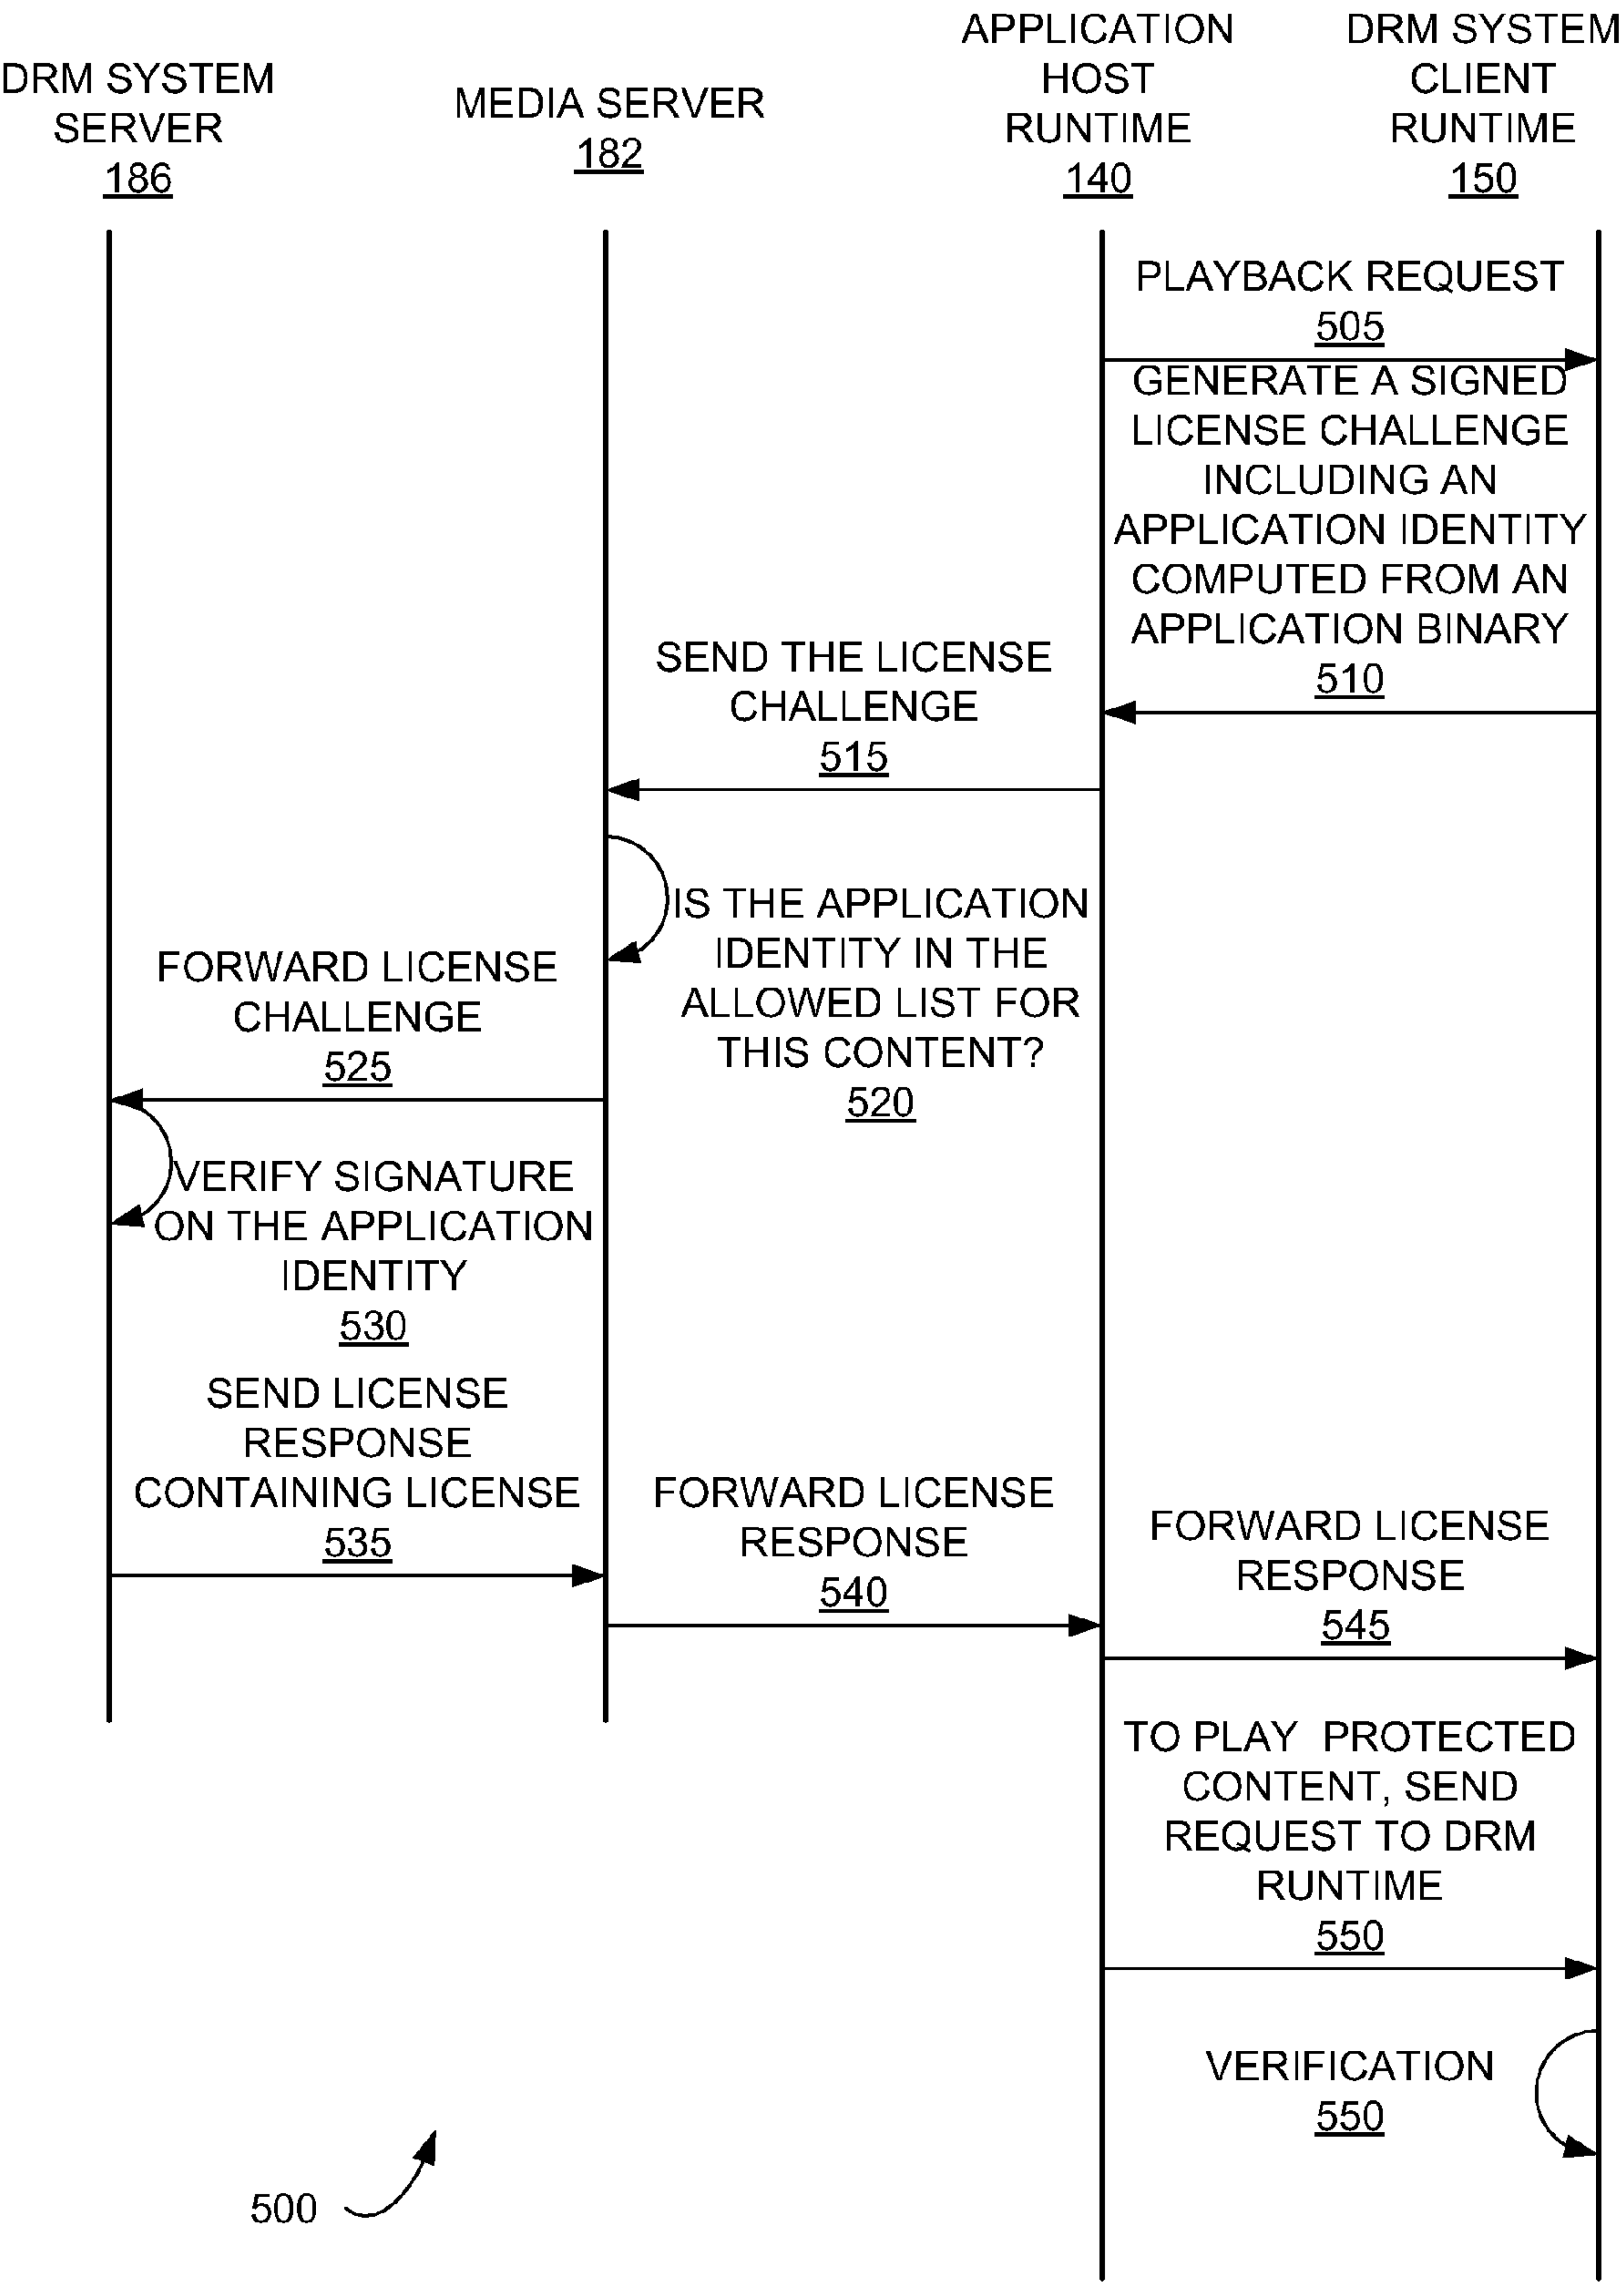 DRM SYSTEM
SERVER
186
MEDIA SERVER
182
APPLICATION
HOST
RUNTIME
140
DRM SYSTEM
CLIENT
RUNTIME
150
PLAYBACK REQUEST
505
GENERATE A SIGNED
LICENSE CHALLENGE
INCLUDING AN
APPLICATION IDENTITY
COMPUTED FROM AN
APPLICATION BINARY
510
SEND THE LICENSE
CHALLENGE
515
IS THE APPLICATION
IDENTITY IN THE
ALLOWED LIST FOR
THIS CONTENT?
520
FORWARD LICENSE
CHALLENGE
525
VERIFY SIGNATURE
ON THE APPLICATION
IDENTITY
530
SEND LICENSE
RESPONSE
CONTAINING LICENSE
535
FORWARD LICENSE
RESPONSE
540
FORWARD LICENSE
RESPONSE
545
TO PLAY PROTECTED
CONTENT, SEND
REQUEST TO DRM
RUNTIME
550
VERIFICATION
550
500